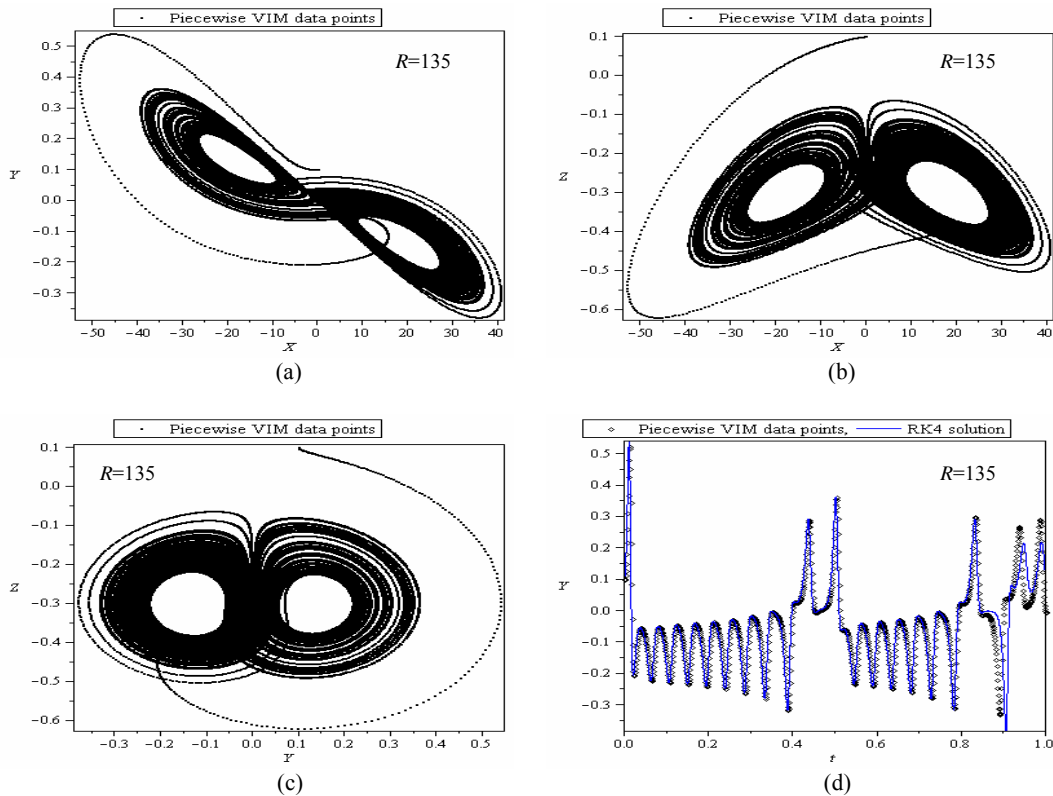 Piecewise VIM data points
R=135
0.5
0.4
0.3
0.2
0.1
0.0
−0.1
−0.2
−0.3
Y
−50 −40 −30 −20 −10 0 10 20 30 40
X
(a)
Piecewise VIM data points
R=135
0.1
0.0
−0.1
−0.2
−0.3
−0.4
−0.5
−0.6
Z
−50 −40 −30 −20 −10 0 10 20 30 40
X
(b)
Piecewise VIM data points
R=135
0.1
0.0
−0.1
−0.2
−0.3
−0.4
−0.5
−0.6
Z
−0.3 −0.2 −0.1 0.0 0.1 0.2 0.3 0.4 0.5
Y
(c)
Piecewise VIM data points, RK4 solution
R=135
0.5
0.4
0.3
0.2
0.1
0.0
−0.1
−0.2
−0.3
Y
0.0 0.2 0.4 0.6 0.8 1.0
t
(d)